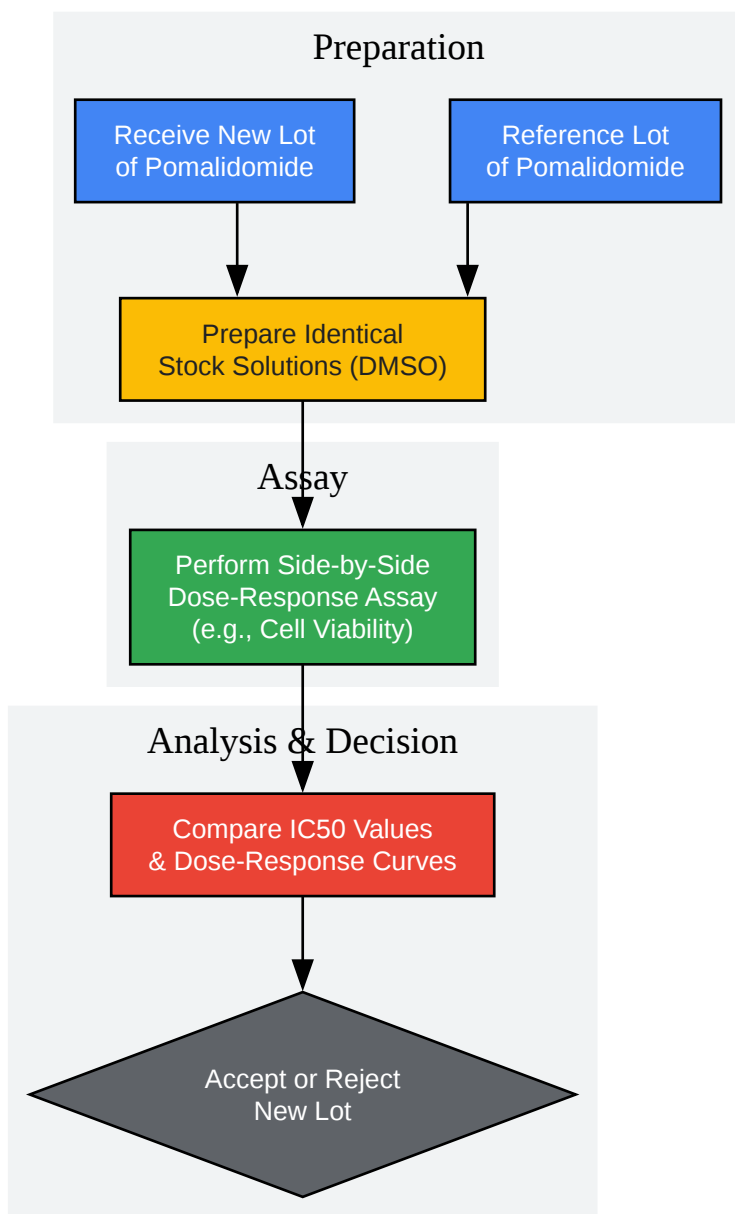 Preparation
Receive New Lot
of Pomalidomide
Reference Lot
of Pomalidomide
Prepare Identical
Stock Solutions (DMSO)
Assay
Perform Side-by-Side
Dose-Response Assay
(e.g., Cell Viability)
Analysis & Decision
Compare IC50 Values
& Dose-Response Curves
Accept or Reject
New Lot